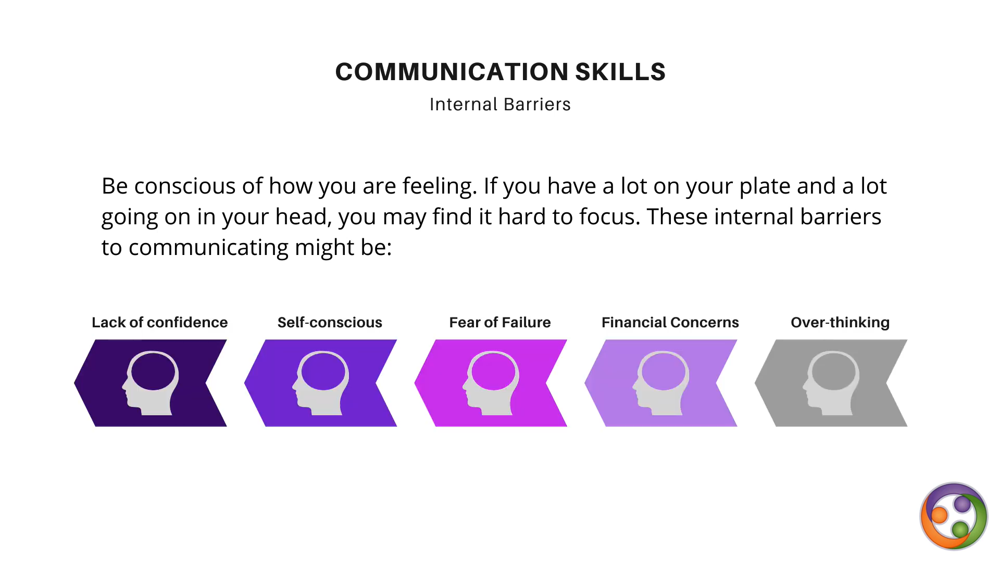 COMMUNICATION SKILLS
Internal Barriers
Be conscious of how you are feeling. If you have a lot on your plate and a lot
going on in your head, you may find it hard to focus. These internal barriers
to communicating might be:
Lack of confidence
Self-conscious
Fear of Failure
Financial Concerns
Over-thinking